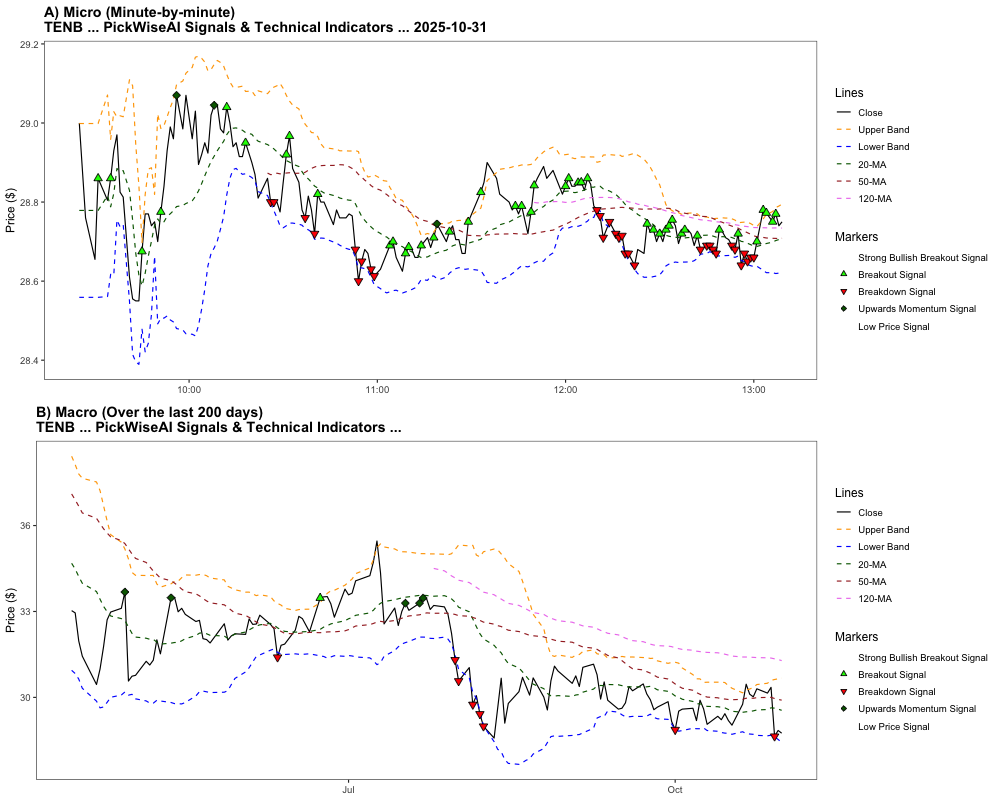 A) Micro (Minute-by-minute)
TENB ... PickWiseAI Signals & Technical Indicators ... 2025-10-31
Price ($)
29.2
29.0
28.8
28.6
28.4
10:00
11:00
12:00
13:00
Lines
Close
Upper Band
Lower Band
20-MA
50-MA
120-MA
Markers
Strong Bullish Breakout Signal
Breakout Signal
Breakdown Signal
Upwards Momentum Signal
Low Price Signal
B) Macro (Over the last 200 days)
TENB ... PickWiseAI Signals & Technical Indicators ...
Price ($)
36
33
30
Jul
Oct
Lines
Close
Upper Band
Lower Band
20-MA
50-MA
120-MA
Markers
Strong Bullish Breakout Signal
Breakout Signal
Breakdown Signal
Upwards Momentum Signal
Low Price Signal